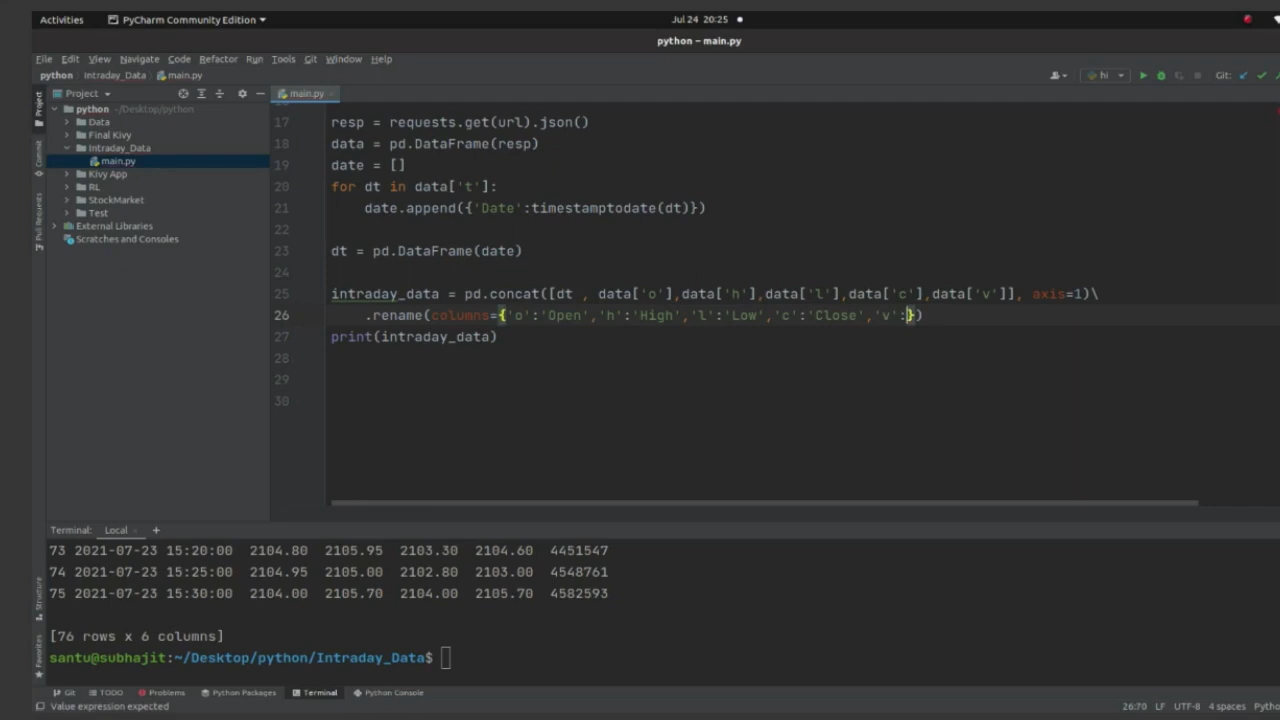 Activities PyCharm Community Edition Jul 24 20:25
python – main.py
File Edit View Navigate Code Refactor Run Tools Git Window Help
python Intraday_Data main.py hi Git:
Project main.py
Project
python ~/Desktop/python
Data
Final Kivy
Intraday_Data
main.py
Kivy App
RL
StockMarket
Test
External Libraries
Scratches and Consoles
Commit
Pull Requests
17 resp = requests.get(url).json()
18 data = pd.DataFrame(resp)
19 date = []
20 for dt in data['t']:
21     date.append({'Date':timestamptodate(dt)})
22
23 dt = pd.DataFrame(date)
24
25 intraday_data = pd.concat([dt , data['o'],data['h'],data['l'],data['c'],data['v']], axis=1)\
26     .rename(columns={'o':'Open','h':'High','l':'Low','c':'Close','v':})
27 print(intraday_data)
28
29
30
Terminal: Local +
73 2021-07-23 15:20:00  2104.80  2105.95  2103.30  2104.60  4451547
74 2021-07-23 15:25:00  2104.95  2105.00  2102.80  2103.00  4548761
75 2021-07-23 15:30:00  2104.00  2105.70  2104.00  2105.70  4582593
[76 rows x 6 columns]
santu@subhajit:~/Desktop/python/Intraday_Data$
Structure
Favorites
Git TODO Problems Python Packages Terminal Python Console
Value expression expected 26:70 LF UTF-8 4 spaces